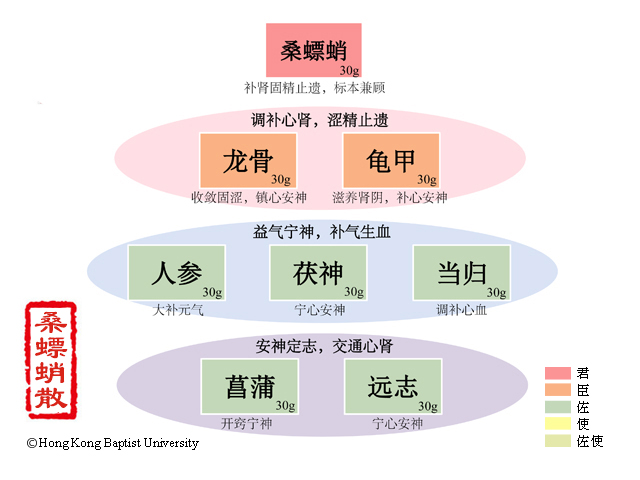 桑螵蛸
30g
补肾固精止遗，标本兼顾
调补心肾，涩精止遗
龙骨
30g
龟甲
30g
收敛固涩，镇心安神
滋养肾阴，补心安神
益气宁神，补气生血
人参
30g
茯神
30g
当归
30g
大补元气
宁心安神
调补心血
安神定志，交通心肾
菖蒲
30g
远志
30g
开窍宁神
宁心安神
桑螵蛸散
君
臣
佐
使
佐使
©Hong Kong Baptist University